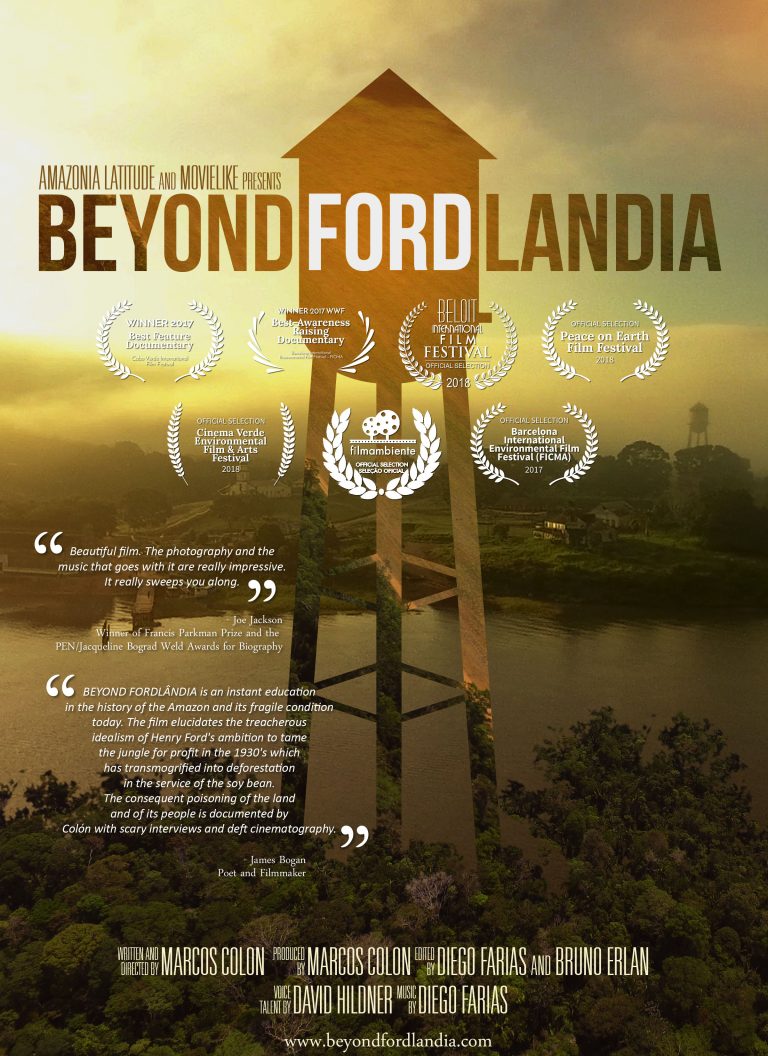 AMAZONIA LATITUDE AND MOVIELIKE PRESENTS
BEYONDFORDLANDIA
WINNER 2017
Best Feature
Documentary
Cabo Verde International
Film Festival
WINNER 2017 WWF
Best Awareness
Raising
Documentary
Environmental Film Festival - FICMA
BELOIT
INTERNATIONAL
FILM
FESTIVAL
OFFICIAL SELECTION
2018
OFFICIAL SELECTION
Peace on Earth
Film Festival
2018
OFFICIAL SELECTION
Cinema Verde
Environmental
Film & Arts
Festival
2018
filmambiente
OFFICIAL SELECTION
SELEÇÃO OFICIAL
OFFICIAL SELECTION
Barcelona
International
Environmental Film
Festival (FICMA)
2017
“ Beautiful film. The photography and the
music that goes with it are really impressive.
It really sweeps you along. ”
- Joe Jackson
Winner of Francis Parkman Prize and the
PEN/Jacqueline Bograd Weld Awards for Biography
“ BEYOND FORDLÂNDIA is an instant education
in the history of the Amazon and its fragile condition
today. The film elucidates the treacherous
idealism of Henry Ford's ambition to tame
the jungle for profit in the 1930's which
has transmogrified into deforestation
in the service of the soy bean.
The consequent poisoning of the land
and of its people is documented by
Colón with scary interviews and deft cinematography. ”
- James Bogan
Poet and Filmmaker
WRITTEN AND DIRECTED BY MARCOS COLON PRODUCED BY MARCOS COLON EDITED BY DIEGO FARIAS AND BRUNO ERLAN
VOICE TALENT BY DAVID HILDNER MUSIC BY DIEGO FARIAS
www.beyondfordlandia.com